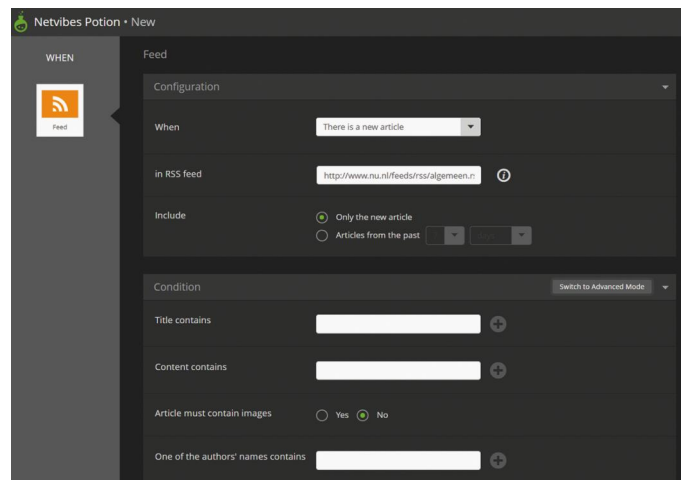 Netvibes Potion • New
WHEN
Feed
Feed
Configuration
When
There is a new article
in RSS feed
http://www.nu.nl/feeds/rss/algemeen.rs
Include
Only the new article
Articles from the past
days
Condition
Switch to Advanced Mode
Title contains
Content contains
Article must contain images
Yes
No
One of the authors' names contains